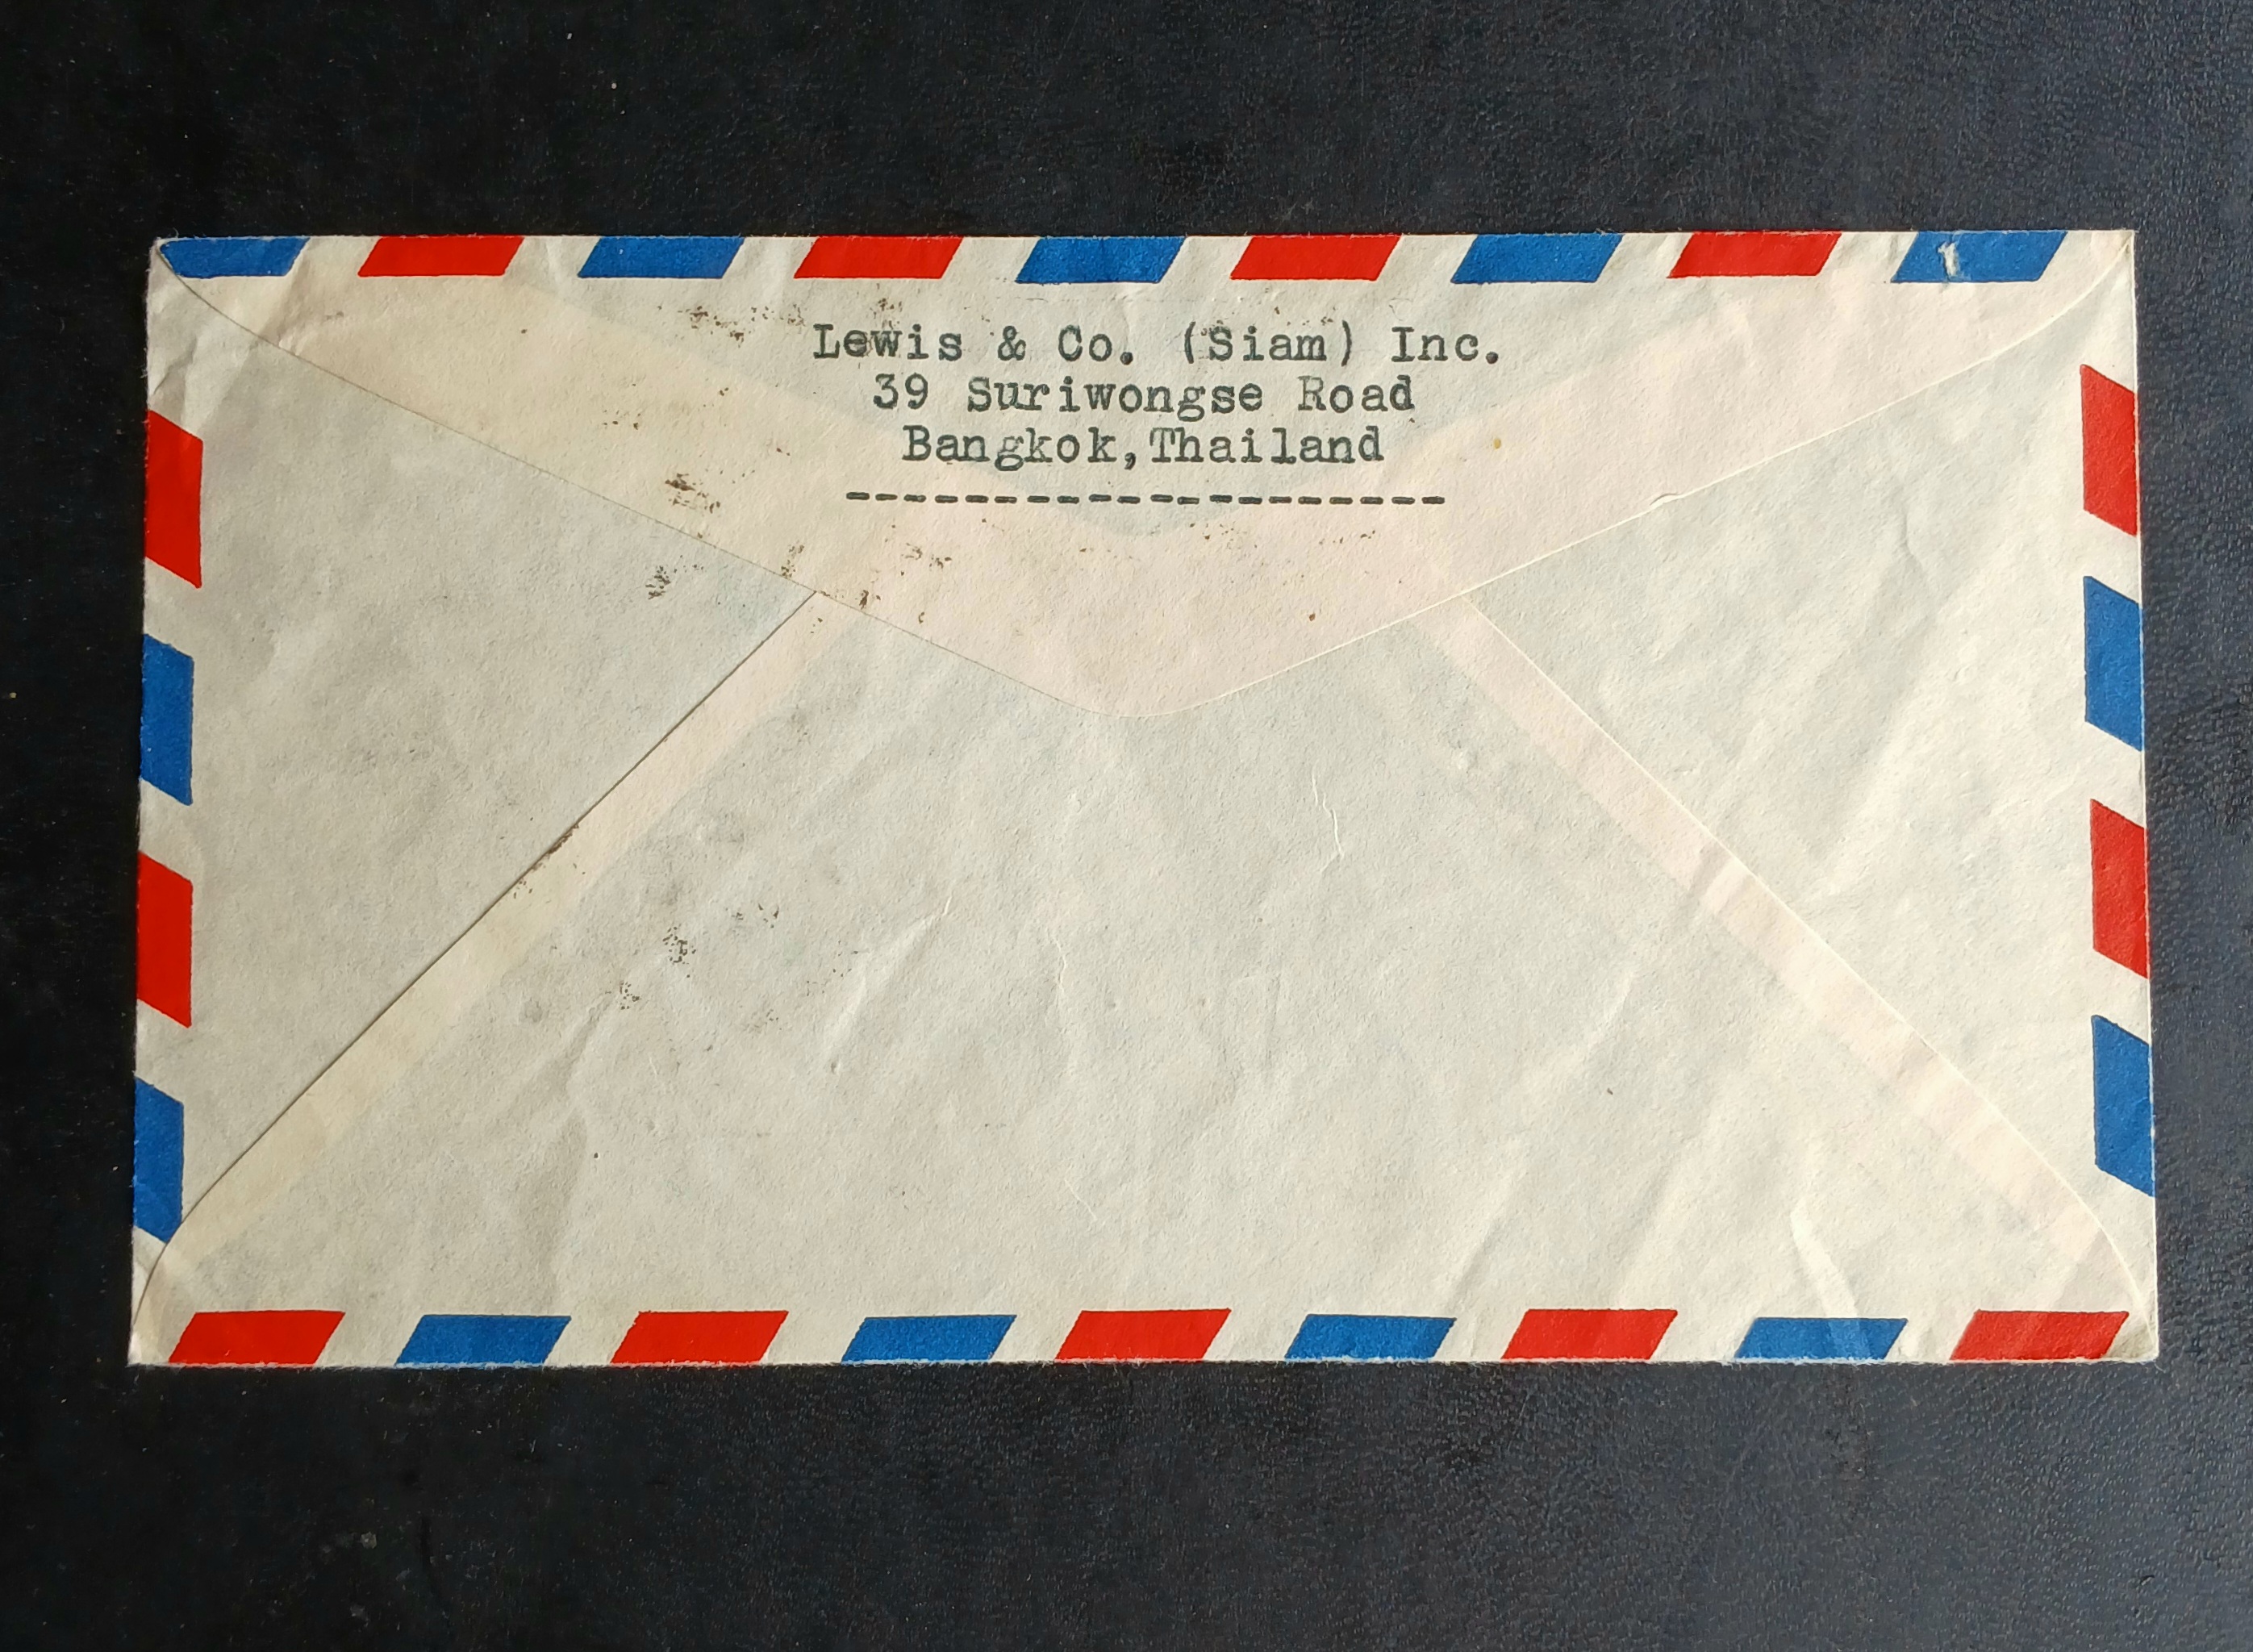 Lewis & Co. (Siam) Inc.
39 Suriwongse Road
Bangkok,Thailand
--------------------